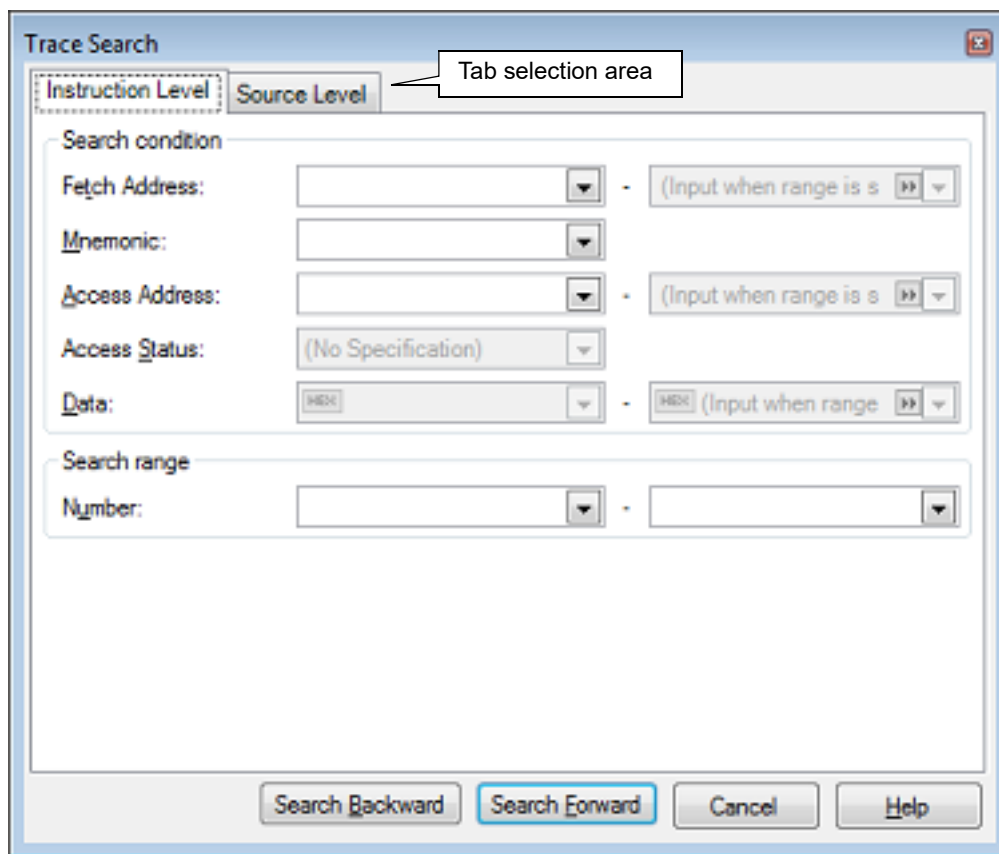 Trace Search
Tab selection area
Instruction Level Source Level
Search condition
Fetch Address: - (Input when range is s
Mnemonic:
Access Address: - (Input when range is s
Access Status: (No Specification)
Data: HEX - HEX (Input when range
Search range
Number: -
Search Backward Search Forward Cancel Help